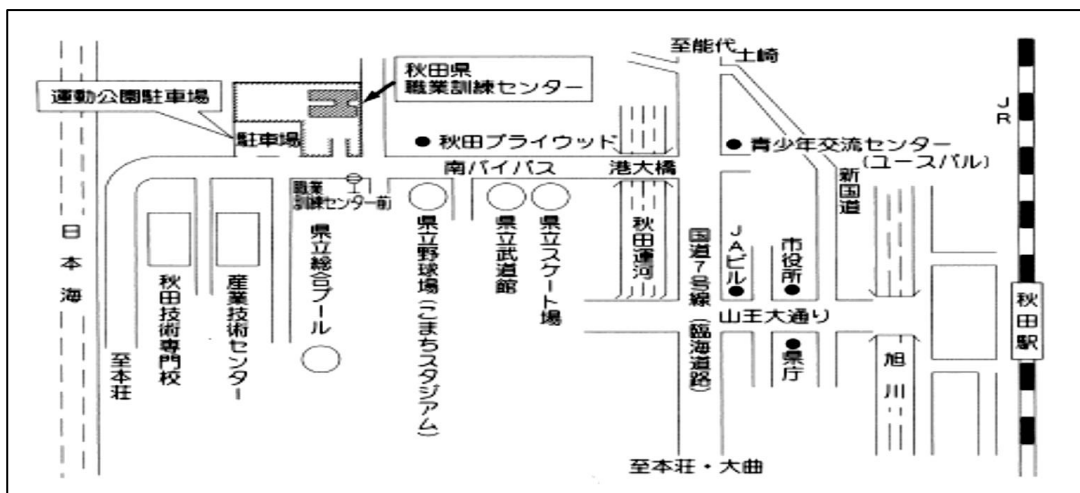 至能代
土崎
秋田県
職業訓練センター
運動公園駐車場
駐車場
JR
秋田プライウッド
青少年交流センター
(ユースパル)
南バイパス
港大橋
新国道
職業
訓練センター前
日本海
秋田技術専門校
産業技術センター
県立総合プール
県立野球場(こまちスタジアム)
県立武道館
県立スケート場
秋田運河
国道7号線(臨海道路)
JAビル
市役所
山王大通り
県庁
旭川
秋田駅
至本荘
至本荘・大曲